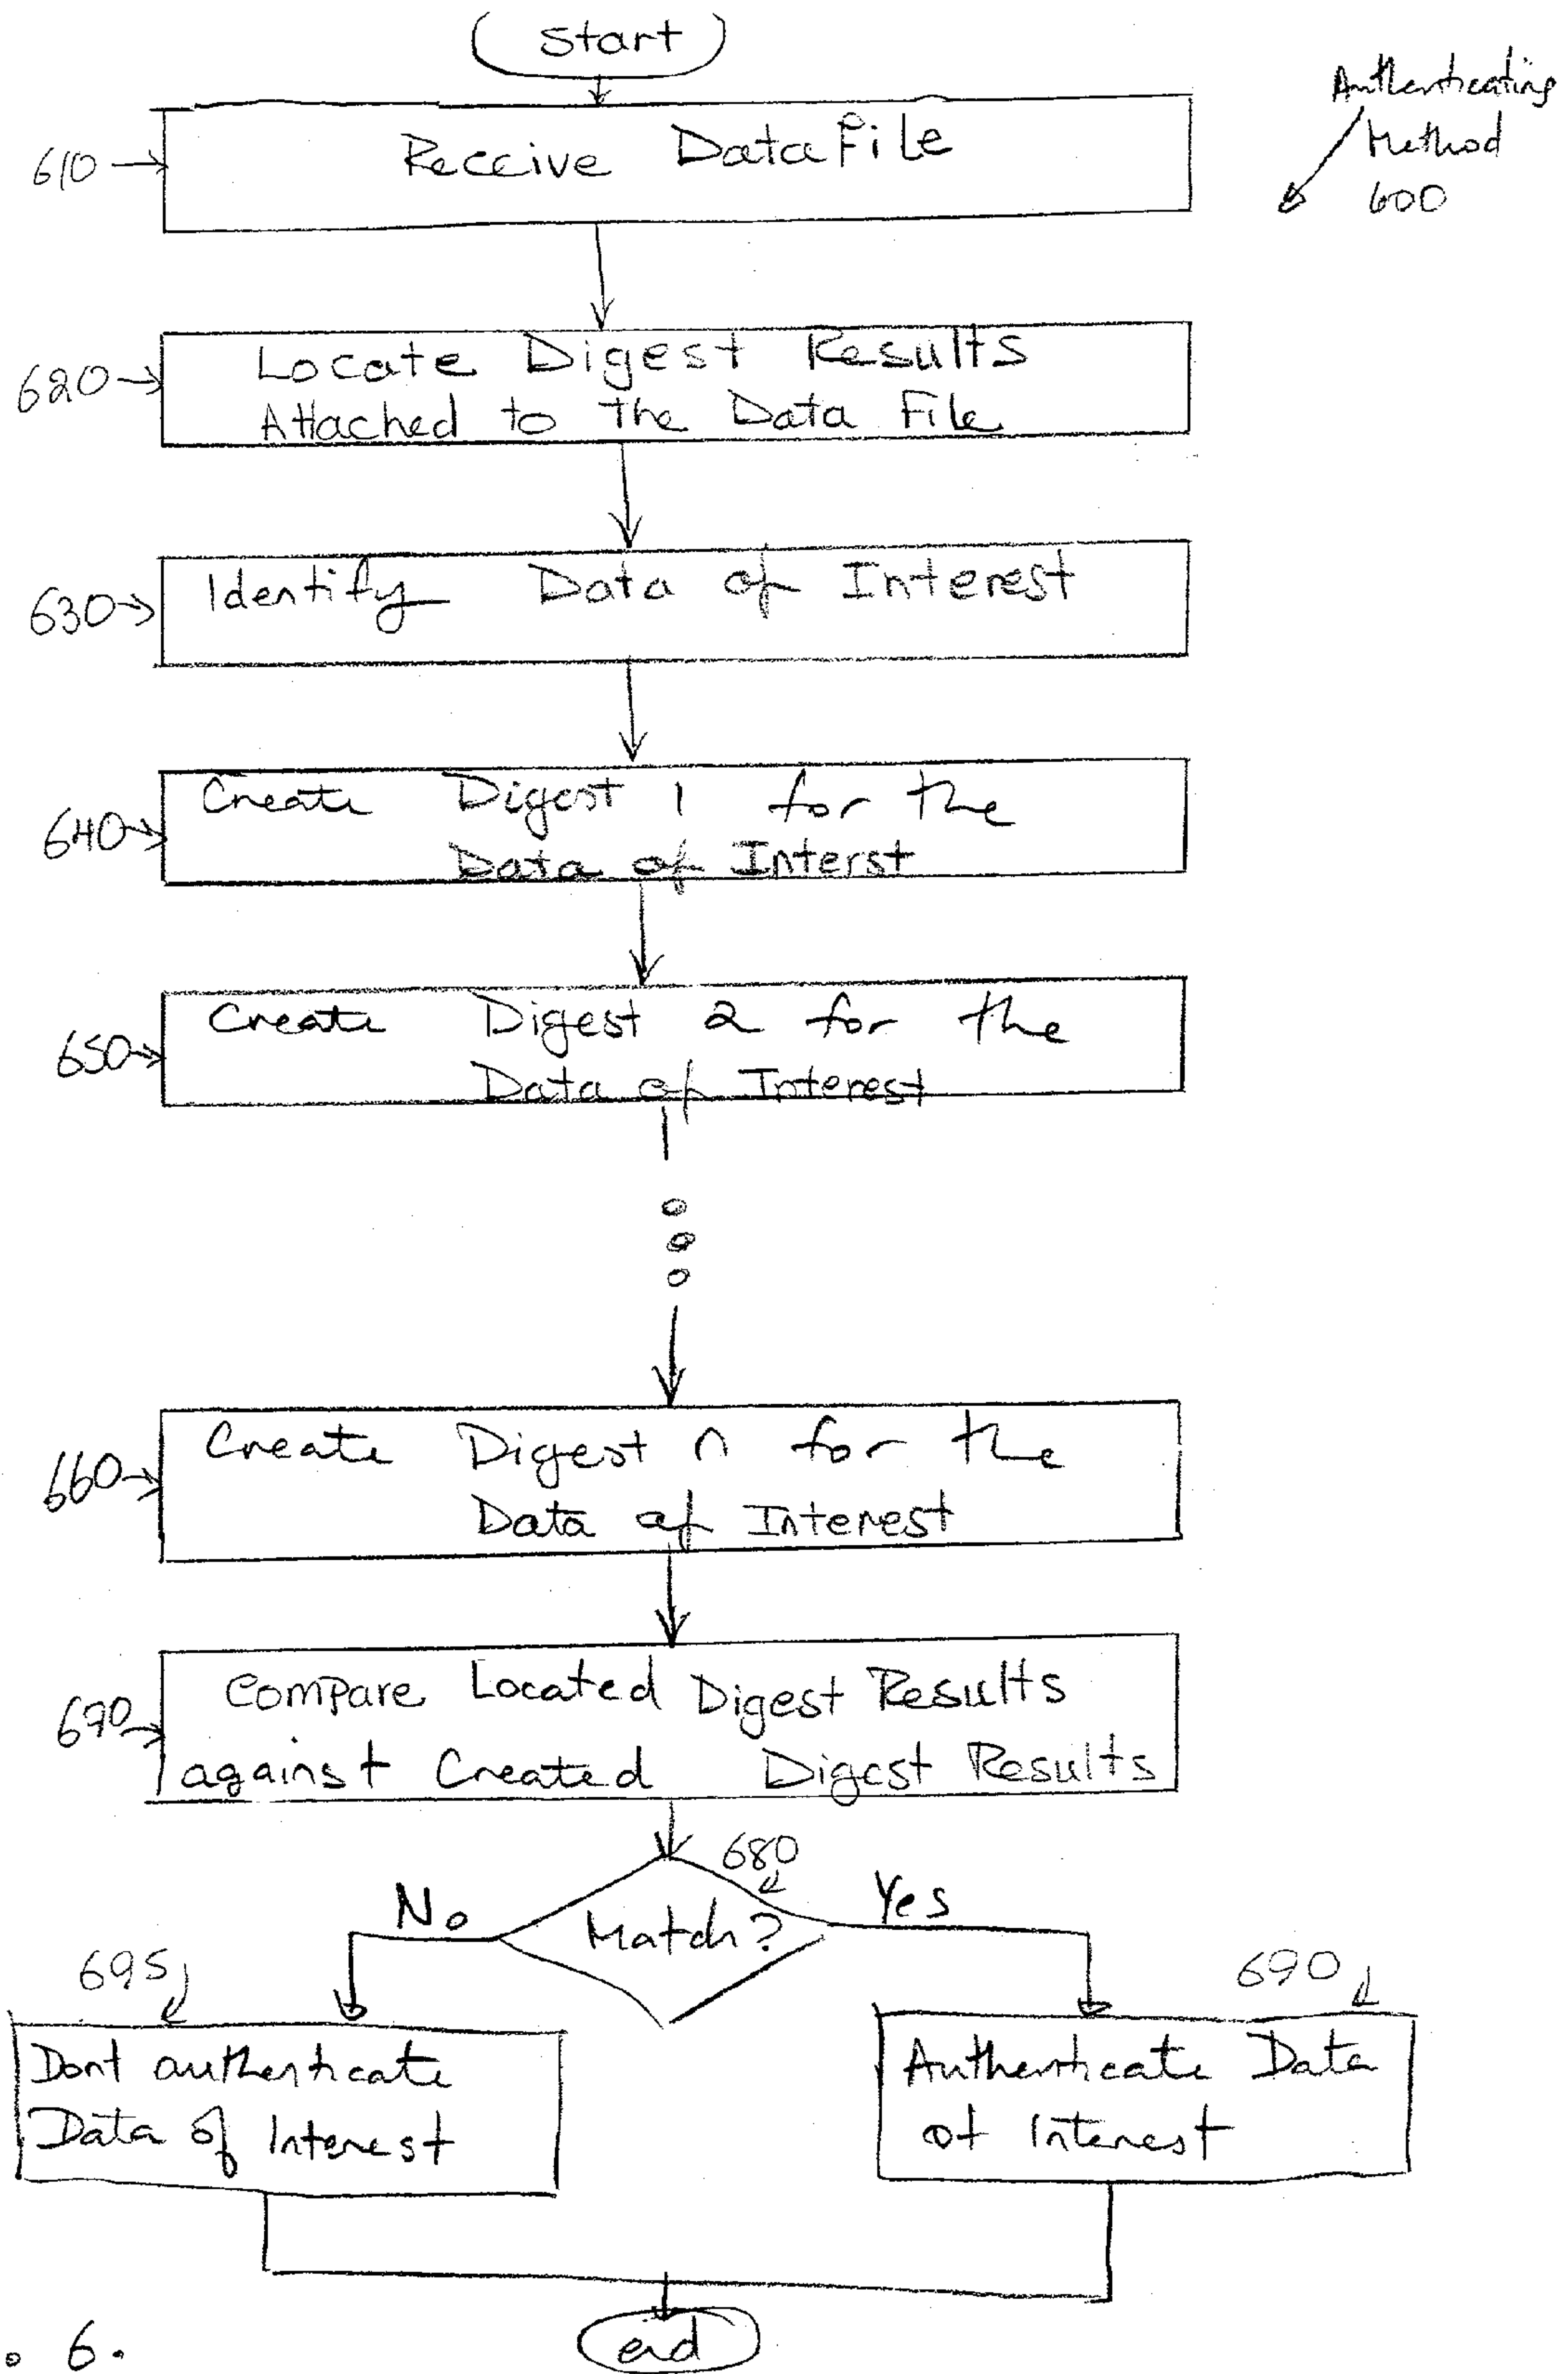 Start
Authenticating
Method
600
610
Receive Data File
620
Locate Digest Results
Attached to the Data File
630
Identify Data of Interest
640
Create Digest 1 for the
Data of Interst
650
Create Digest 2 for the
Data of Interest
660
Create Digest n for the
Data of Interest
Compare Located Digest Results
against Created Digest Results
680
No
Match?
Yes
695
690
Dont authenticate
Data of Interest
Authenticate Data
of Interest
end
. 6.